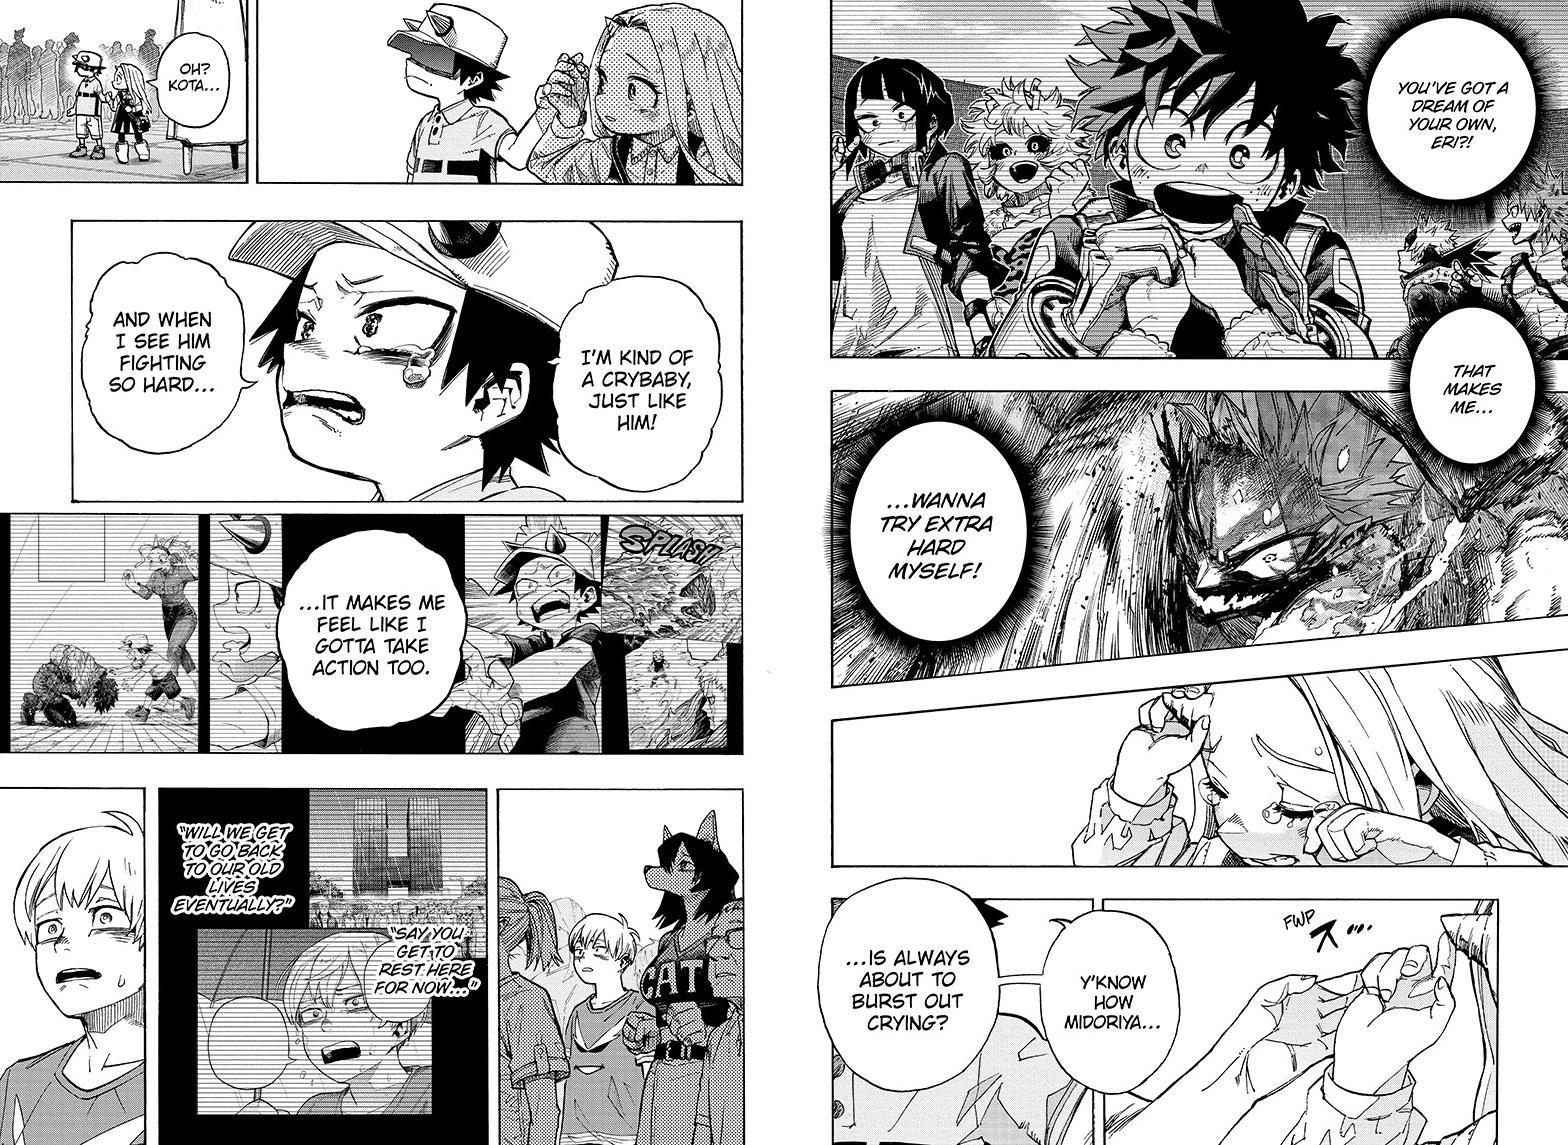 YOU'VE GOT A
DREAM OF
YOUR OWN,
ERI?!
THAT
MAKES
ME...
...WANNA
TRY EXTRA
HARD
MYSELF!
FWP
Y'KNOW
HOW
MIDORIYA...
...IS ALWAYS
ABOUT TO
BURST OUT
CRYING?
OH?
KOTA...
I'M KIND OF
A CRYBABY,
JUST LIKE
HIM!
AND WHEN
I SEE HIM
FIGHTING
SO HARD...
SPLASH
...IT MAKES ME
FEEL LIKE I
GOTTA TAKE
ACTION TOO.
CAT
"WILL WE GET
TO GO BACK
TO OUR OLD
LIVES
EVENTUALLY?"
"SAY YOU
GET TO
REST HERE
FOR NOW..."